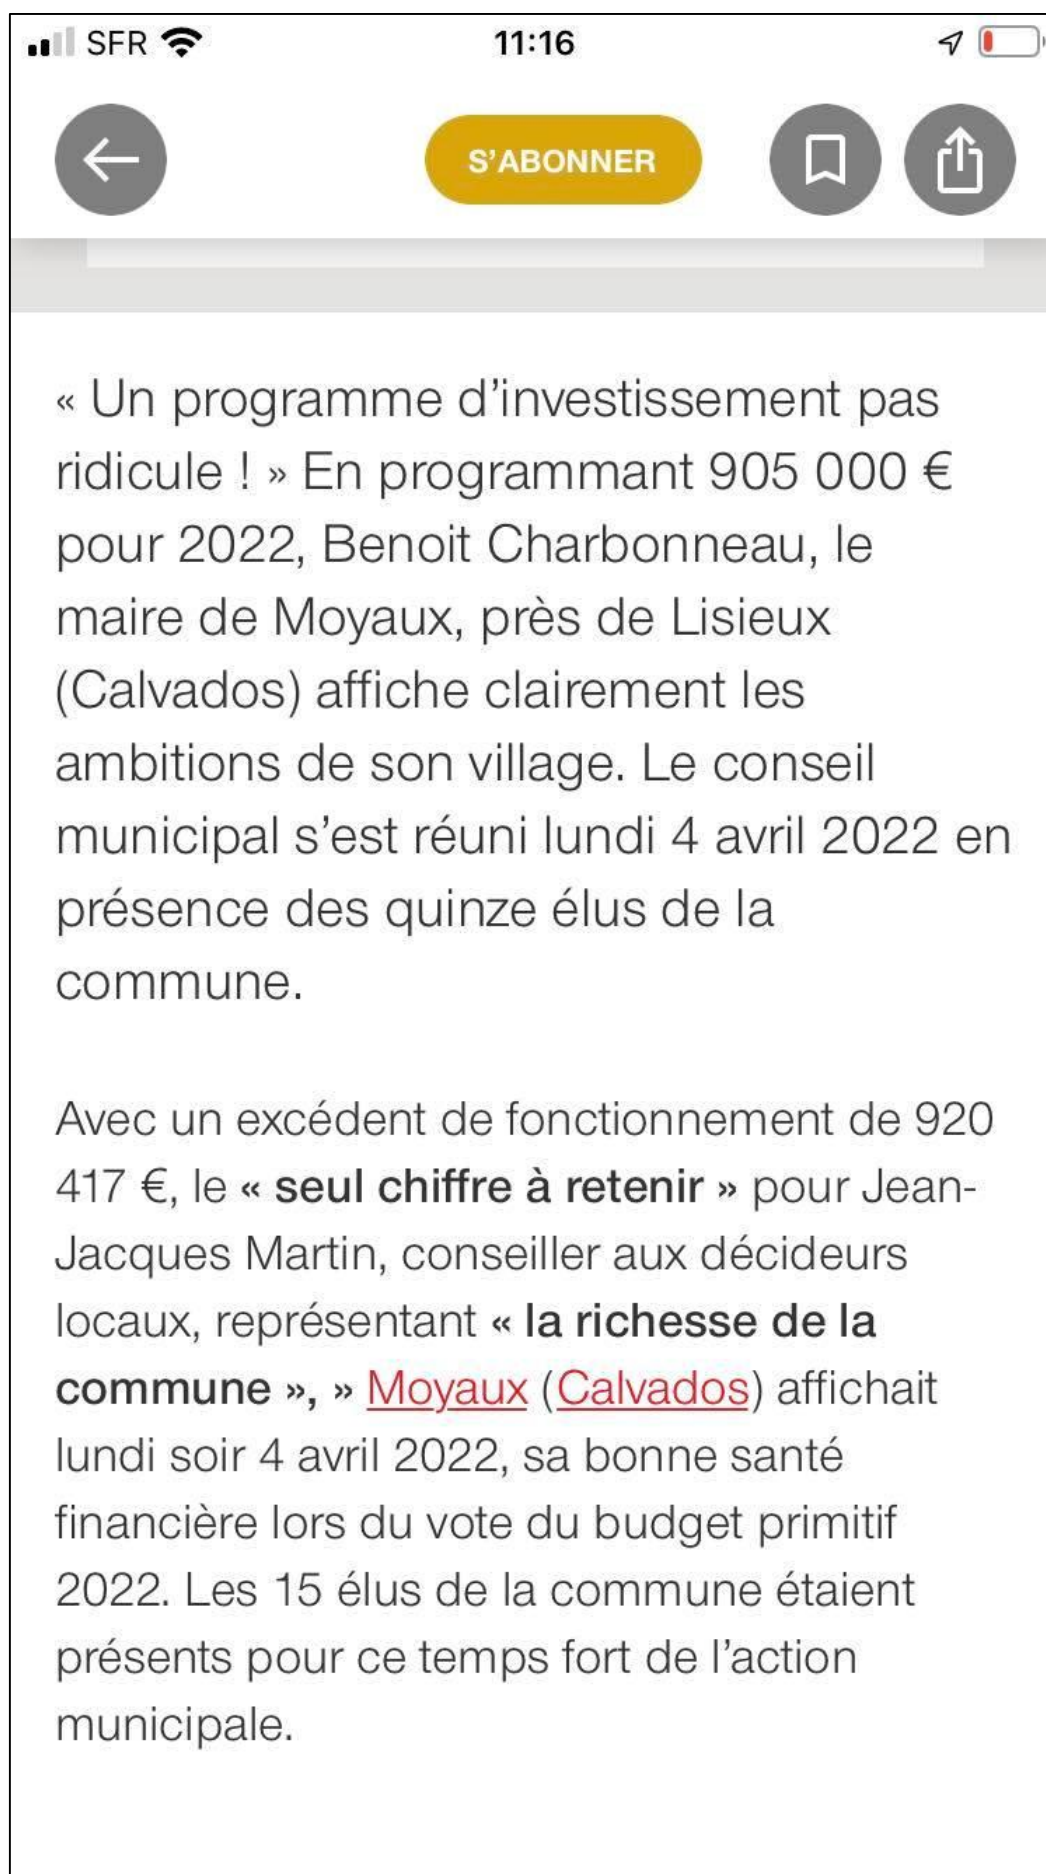 SFR
11:16
S’ABONNER
« Un programme d’investissement pas
ridicule ! » En programmant 905 000 €
pour 2022, Benoit Charbonneau, le
maire de Moyaux, près de Lisieux
(Calvados) affiche clairement les
ambitions de son village. Le conseil
municipal s’est réuni lundi 4 avril 2022 en
présence des quinze élus de la
commune.
Avec un excédent de fonctionnement de 920
417 €, le « seul chiffre à retenir » pour Jean-
Jacques Martin, conseiller aux décideurs
locaux, représentant « la richesse de la
commune », » Moyaux (Calvados) affichait
lundi soir 4 avril 2022, sa bonne santé
financière lors du vote du budget primitif
2022. Les 15 élus de la commune étaient
présents pour ce temps fort de l’action
municipale.